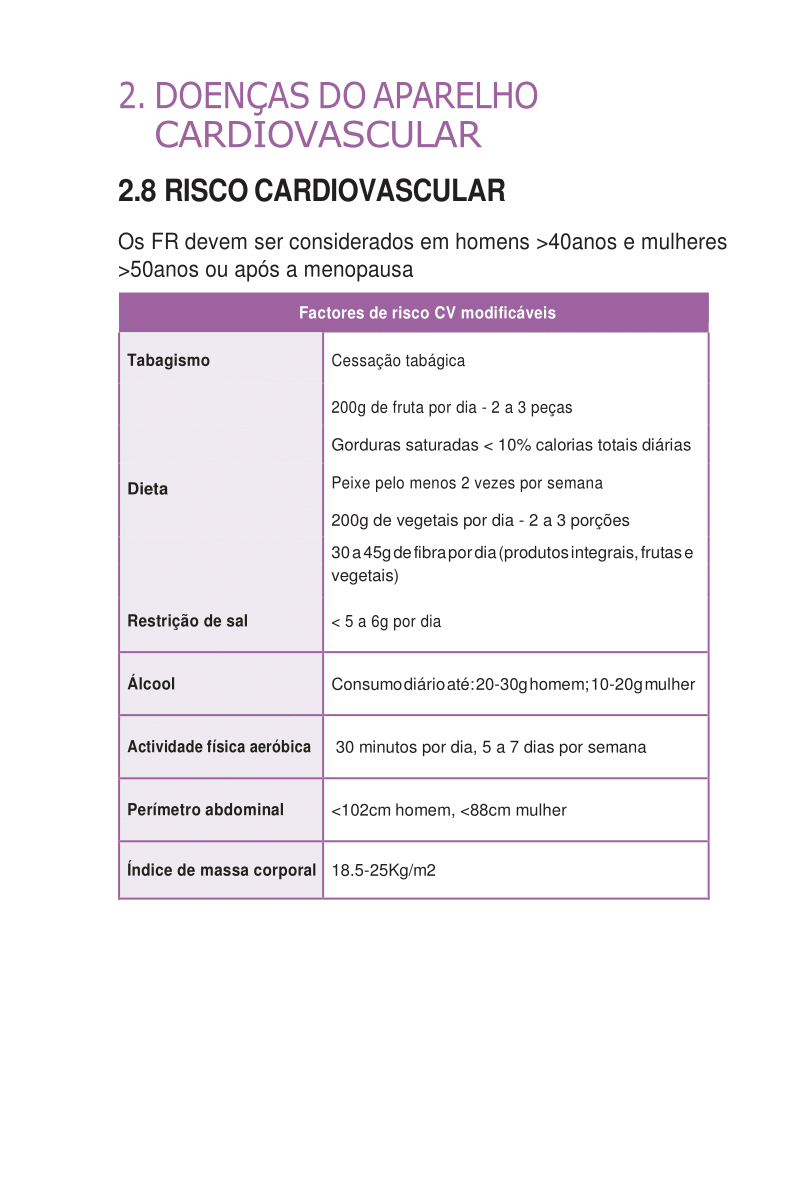 2. DOENÇAS DO APARELHO
CARDIOVASCULAR
2.8 RISCO CARDIOVASCULAR
Os FR devem ser considerados em homens >40anos e mulheres
>50anos ou após a menopausa
Factores de risco CV modificáveis
Tabagismo
Cessação tabágica
Dieta
200g de fruta por dia - 2 a 3 peças
Gorduras saturadas < 10% calorias totais diárias
Peixe pelo menos 2 vezes por semana
200g de vegetais por dia - 2 a 3 porções
30 a 45g de fibra por dia (produtos integrais, frutas e
vegetais)
Restrição de sal
< 5 a 6g por dia
Álcool
Consumo diário até: 20-30g homem; 10-20g mulher
Actividade física aeróbica
30 minutos por dia, 5 a 7 dias por semana
Perímetro abdominal
<102cm homem, <88cm mulher
Índice de massa corporal
18.5-25Kg/m2